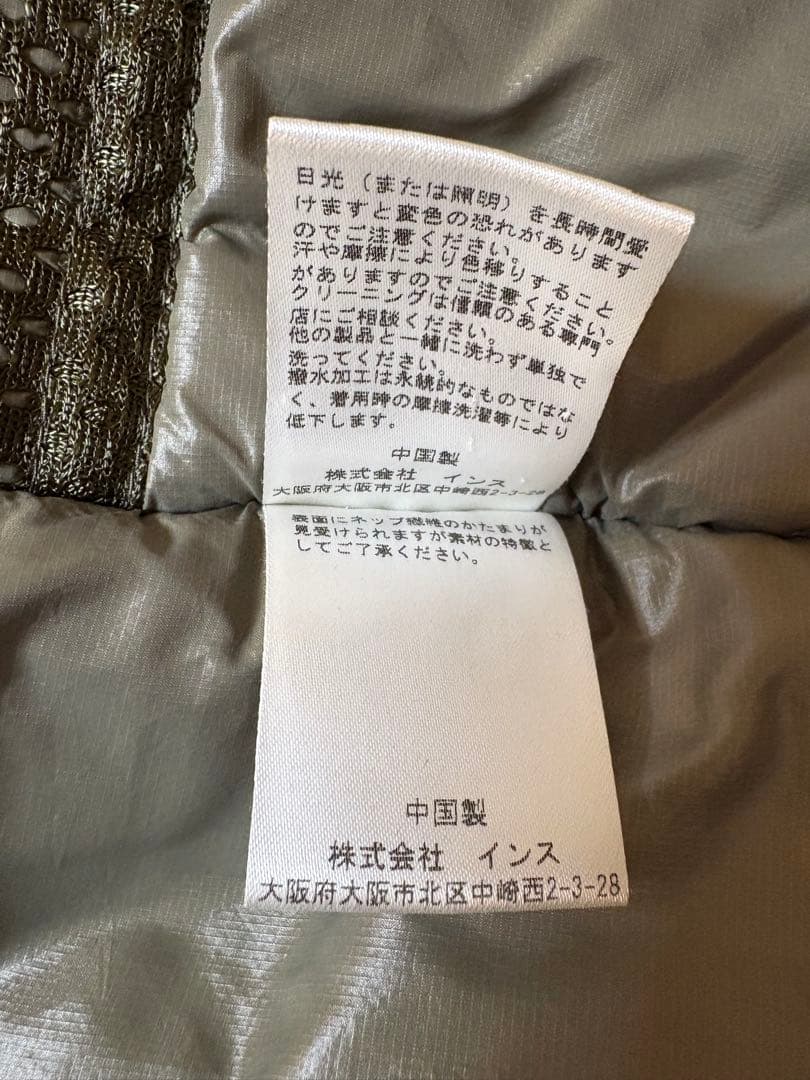 日光（または照明）を長時間受
けますと変色の恐れがあります
のでご注意ください。
汗や摩擦により色移りすること
がありますのでご注意ください。
クリーニングは信頼のある専門
店にご相談ください。
他の製品と一緒に洗わず単独で
洗ってください。
撥水加工は永続的なものではな
く、着用時の摩擦洗濯等により
低下します。
中国製
株式会社 インス
大阪府大阪市北区中崎西2-3-28
表面にネップ繊維のかたまりが
見受けられますが素材の特徴と
してご了承ください。
中国製
株式会社 インス
大阪府大阪市北区中崎西2-3-28